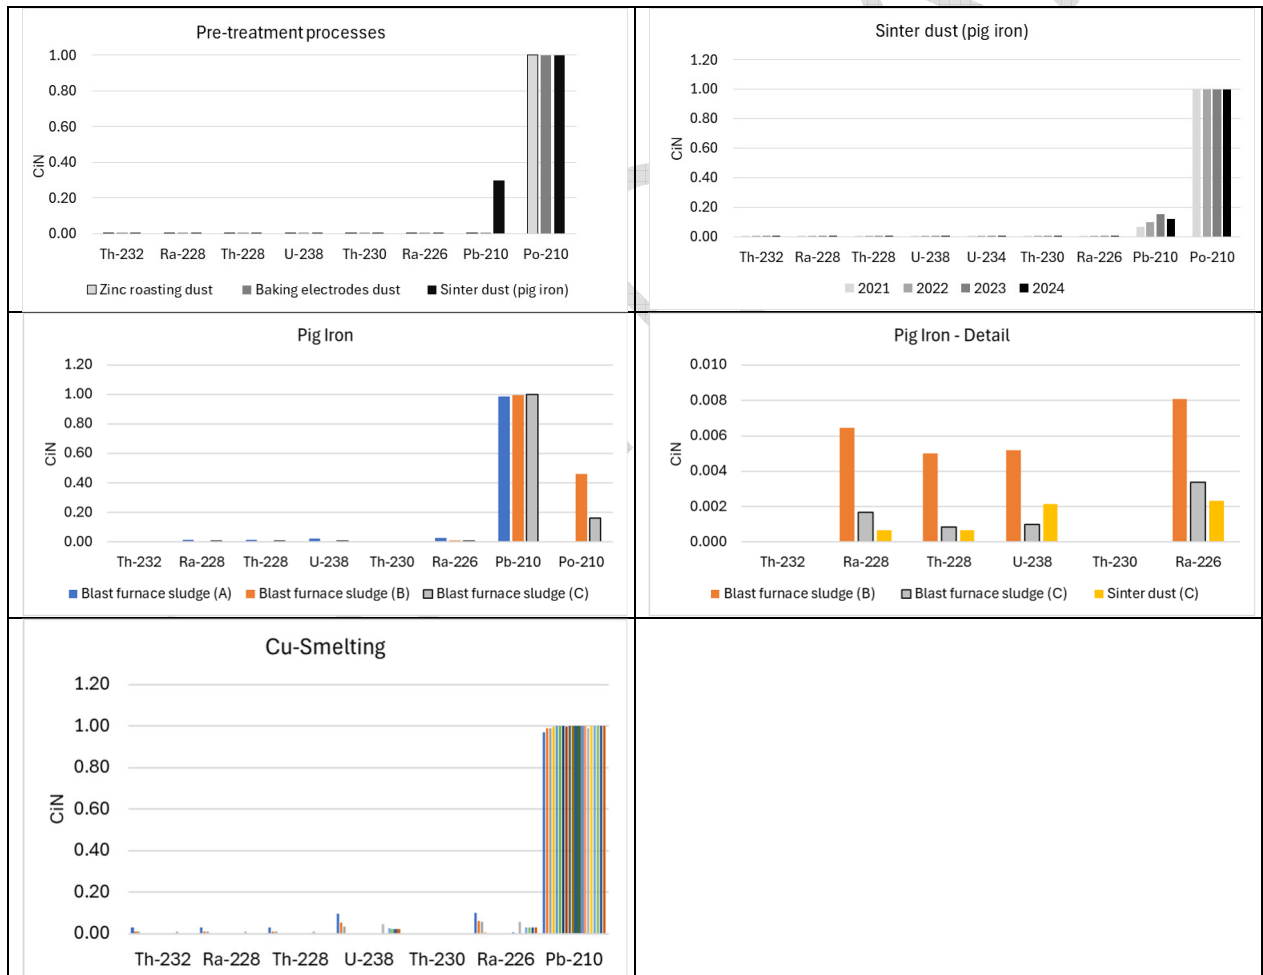 Pre-treatment processes
CiN
1.00
0.80
0.60
0.40
0.20
0.00
Th-232 Ra-228 Th-228 U-238 Th-230 Ra-226 Pb-210 Po-210
Zinc roasting dust Baking electrodes dust Sinter dust (pig iron)
Sinter dust (pig iron)
CiN
1.20
1.00
0.80
0.60
0.40
0.20
0.00
Th-232 Ra-228 Th-228 U-238 U-234 Th-230 Ra-226 Pb-210 Po-210
2021 2022 2023 2024
Pig Iron
CiN
1.20
1.00
0.80
0.60
0.40
0.20
0.00
Th-232 Ra-228 Th-228 U-238 Th-230 Ra-226 Pb-210 Po-210
Blast furnace sludge (A) Blast furnace sludge (B) Blast furnace sludge (C)
Pig Iron - Detail
CiN
0.010
0.008
0.006
0.004
0.002
0.000
Th-232 Ra-228 Th-228 U-238 Th-230 Ra-226
Blast furnace sludge (B) Blast furnace sludge (C) Sinter dust (C)
Cu-Smelting
CiN
1.20
1.00
0.80
0.60
0.40
0.20
0.00
Th-232 Ra-228 Th-228 U-238 Th-230 Ra-226 Pb-210